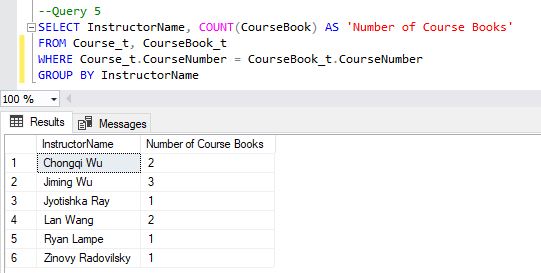 --Query 5
SELECT InstructorName, COUNT(CourseBook) AS 'Number of Course Books'
FROM Course_t, CourseBook_t
WHERE Course_t.CourseNumber = CourseBook_t.CourseNumber
GROUP BY InstructorName
100 %
Results Messages
InstructorName Number of Course Books
1 Chongqi Wu 2
2 Jiming Wu 3
3 Jyotishka Ray 1
4 Lan Wang 2
5 Ryan Lampe 1
6 Zinovy Radovilsky 1